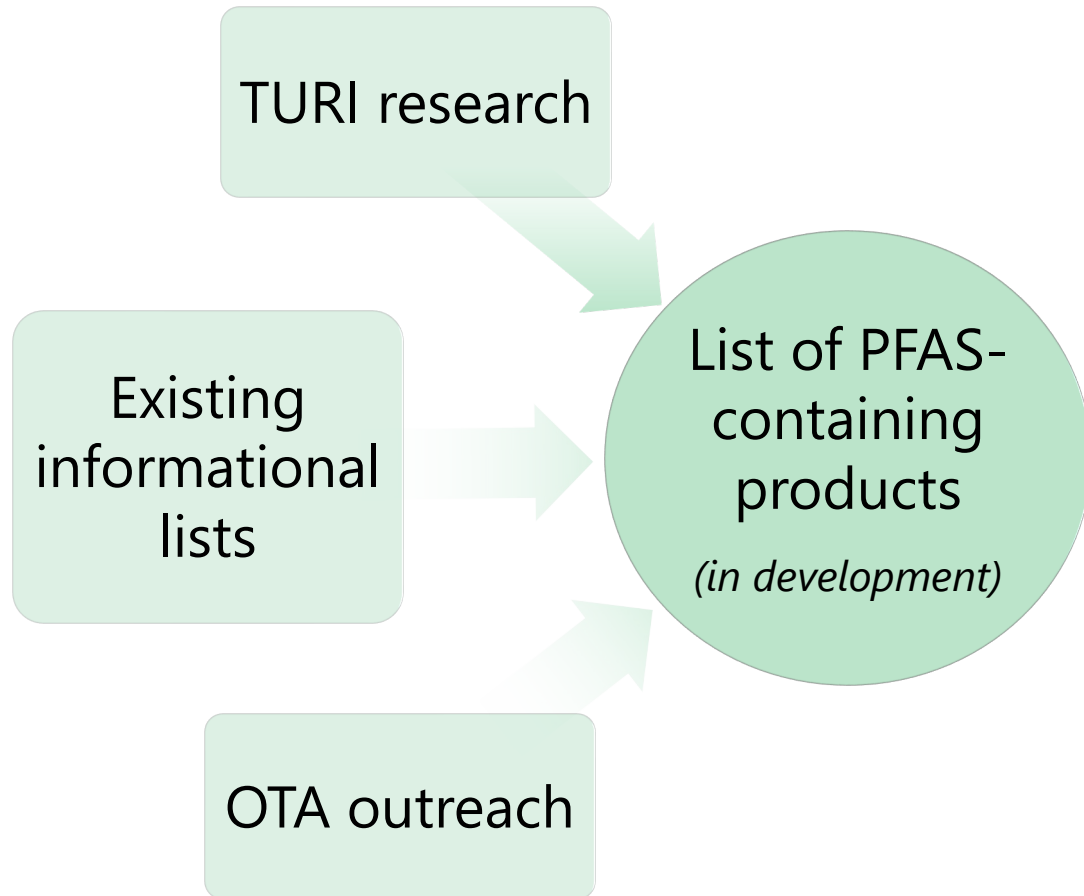 TURI research
Existing
informational
lists
OTA outreach
List of PFAS-
containing
products
(in development)